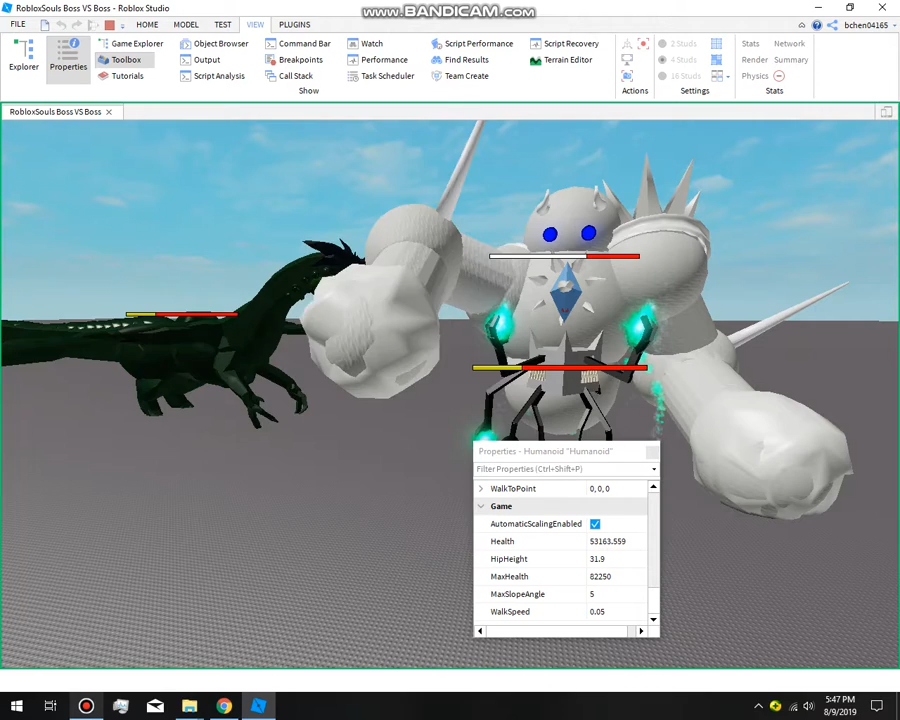 RobloxSouls Boss VS Boss - Roblox Studio
www.BANDICAM.com
FILE HOME MODEL TEST VIEW PLUGINS
bchen04165
Explorer
Properties
Game Explorer
Toolbox
Tutorials
Object Browser
Output
Script Analysis
Command Bar
Breakpoints
Call Stack
Watch
Performance
Task Scheduler
Script Performance
Find Results
Team Create
Script Recovery
Terrain Editor
Show
Actions
2 Studs
4 Studs
16 Studs
Settings
Stats Network
Render Summary
Physics
Stats
RobloxSouls Boss VS Boss
Properties - Humanoid "Humanoid"
Filter Properties (Ctrl+Shift+P)
WalkToPoint 0, 0, 0
Game
AutomaticScalingEnabled
Health 53163.559
HipHeight 31.9
MaxHealth 82250
MaxSlopeAngle 5
WalkSpeed 0.05
5:47 PM
8/9/2019